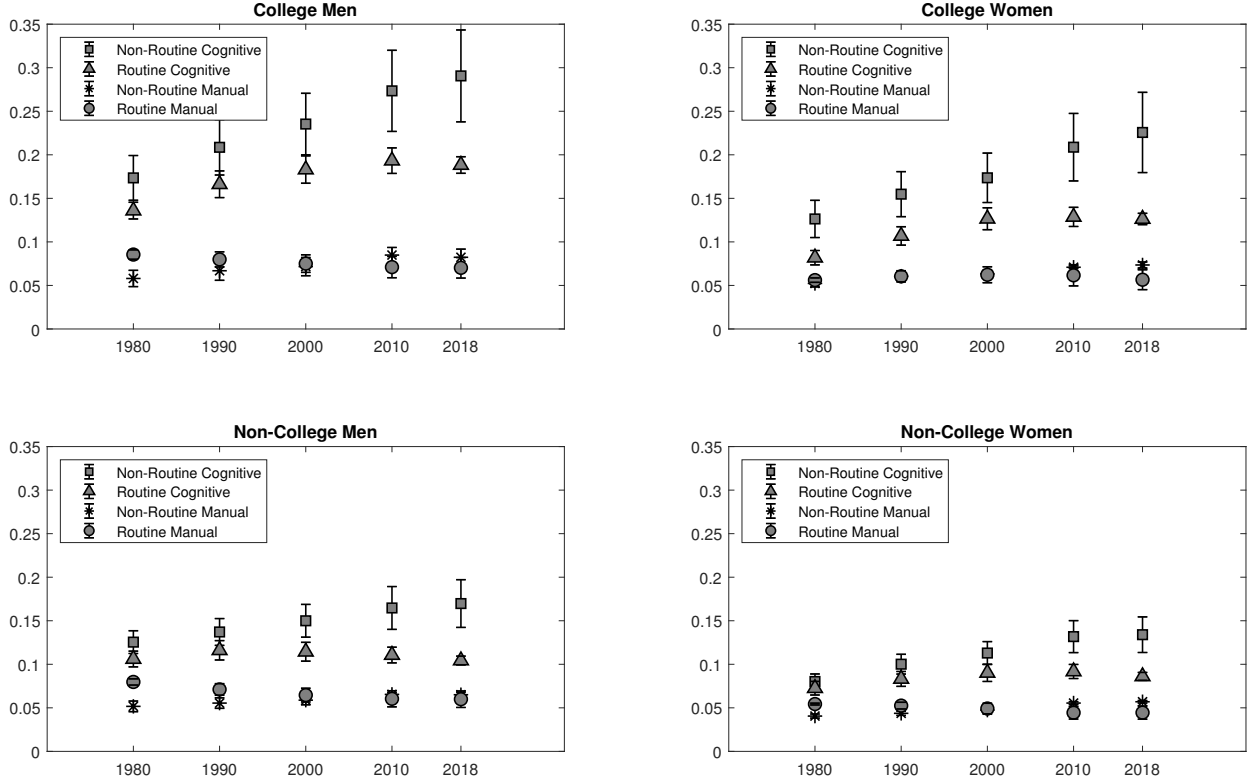 College Men
0.35
0.3
0.25
0.2
0.15
0.1
0.05
0
Non-Routine Cognitive
Routine Cognitive
Non-Routine Manual
Routine Manual
1980 1990 2000 2010 2018
College Women
0.35
0.3
0.25
0.2
0.15
0.1
0.05
0
Non-Routine Cognitive
Routine Cognitive
Non-Routine Manual
Routine Manual
1980 1990 2000 2010 2018
Non-College Men
0.35
0.3
0.25
0.2
0.15
0.1
0.05
0
Non-Routine Cognitive
Routine Cognitive
Non-Routine Manual
Routine Manual
1980 1990 2000 2010 2018
Non-College Women
0.35
0.3
0.25
0.2
0.15
0.1
0.05
0
Non-Routine Cognitive
Routine Cognitive
Non-Routine Manual
Routine Manual
1980 1990 2000 2010 2018